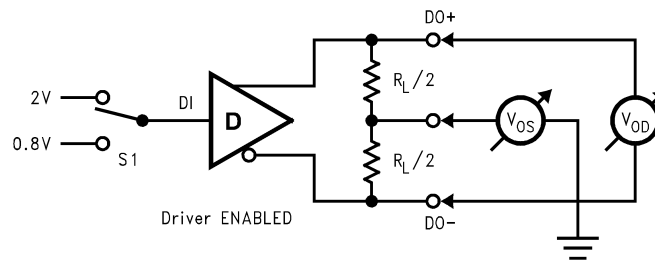 DO+
2V
DI
D
0.8V
S1
R_L/2
R_L/2
V_OS
V_OD
Driver ENABLED
DO−